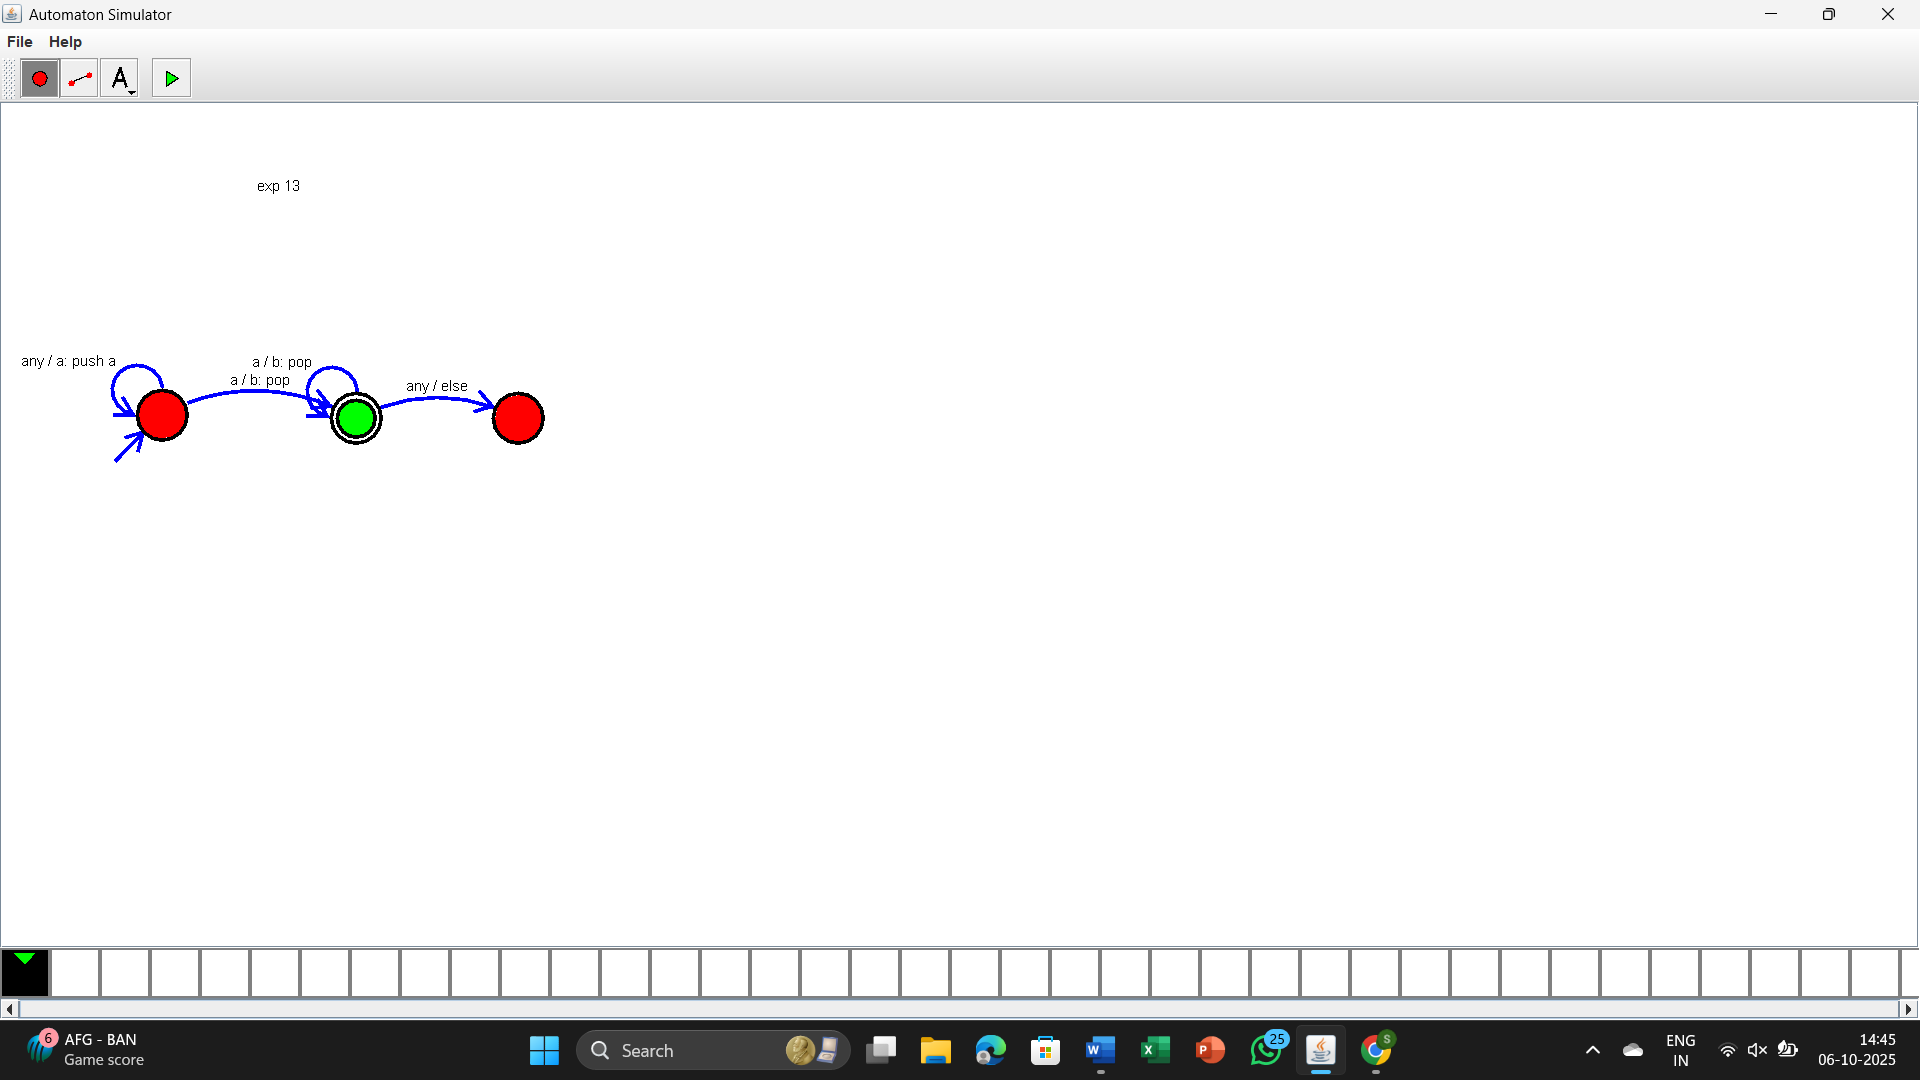 Automaton Simulator
File Help
A
exp 13
any / a: push a
a / b: pop
a / b: pop
any / else
6
AFG - BAN
Game score
Search
W
X
P
25
S
ENG
IN
14:45
06-10-2025